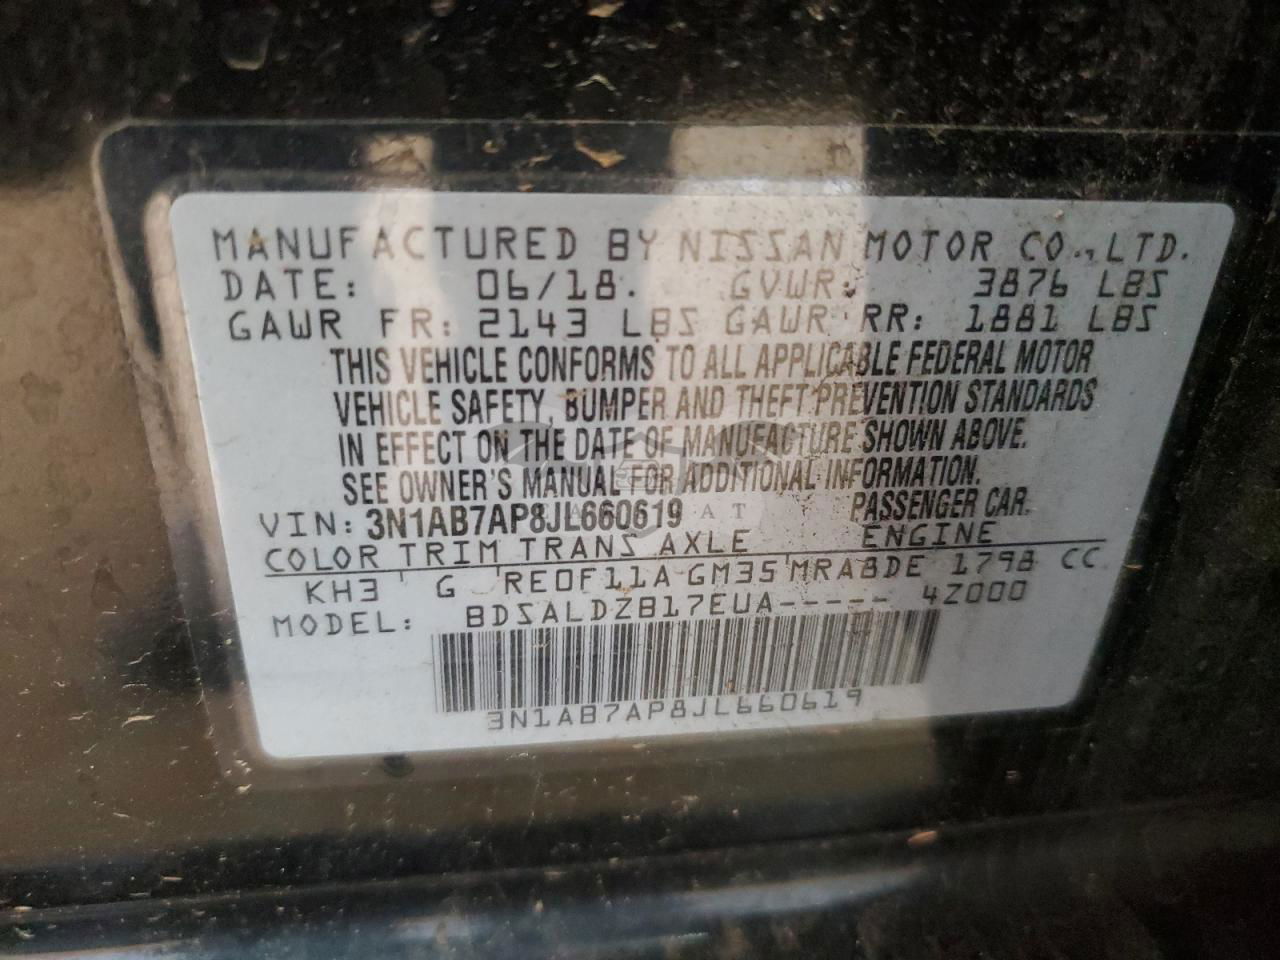 MANUFACTURED BY NISSAN MOTOR CO., LTD.
DATE: 06/18. GVWR: 3876 LBS
GAWR FR: 2143 LBS GAWR RR: 1881 LBS
THIS VEHICLE CONFORMS TO ALL APPLICABLE FEDERAL MOTOR
VEHICLE SAFETY, BUMPER AND THEFT PREVENTION STANDARDS
IN EFFECT ON THE DATE OF MANUFACTURE SHOWN ABOVE.
SEE OWNER'S MANUAL FOR ADDITIONAL INFORMATION.
VIN: 3N1AB7AP8JL660619 PASSENGER CAR.
COLOR TRIM TRANS AXLE ENGINE
KH3 G RE0F11A GM35 MRA8DE 1798 CC
MODEL: BDSALDZB17EUA----- 4Z000
3N1AB7AP8JL660619